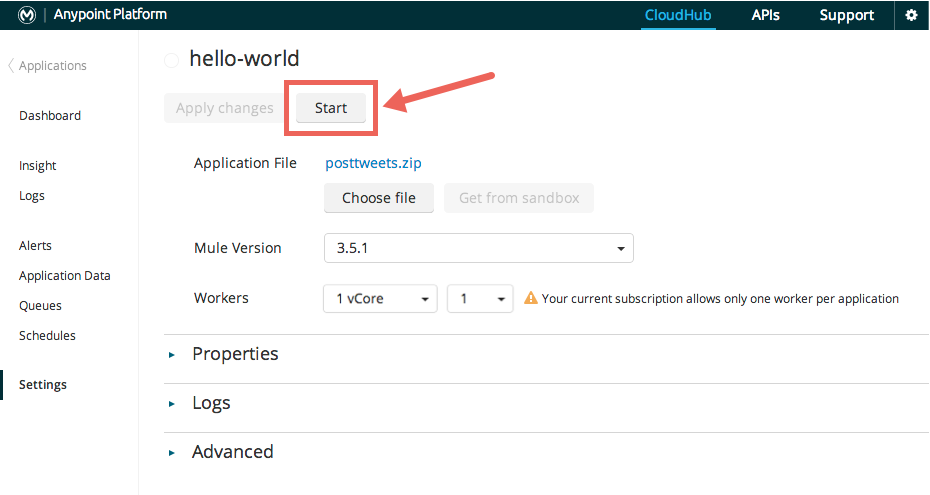 Anypoint Platform
CloudHub
APIs
Support
Applications
Dashboard
Insight
Logs
Alerts
Application Data
Queues
Schedules
Settings
hello-world
Apply changes
Start
Application File
posttweets.zip
Choose file
Get from sandbox
Mule Version
3.5.1
Workers
1 vCore
1
Your current subscription allows only one worker per application
Properties
Logs
Advanced